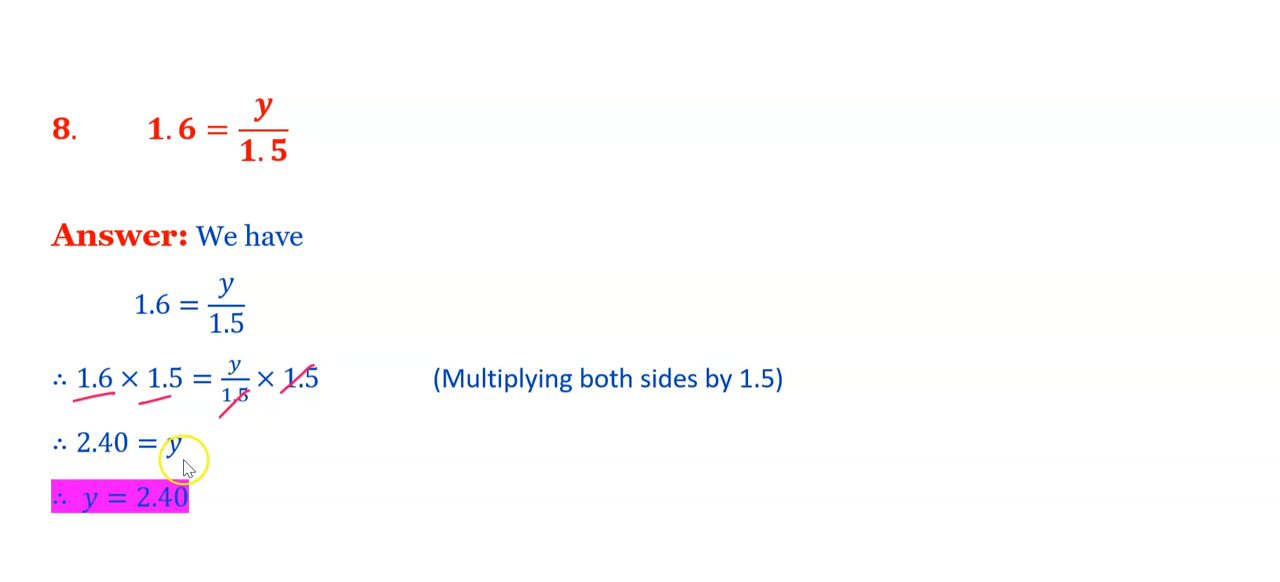 8. 1.6 = y/1.5
Answer: We have
1.6 = y/1.5
∴ 1.6 × 1.5 = y/1.5 × 1.5 (Multiplying both sides by 1.5)
∴ 2.40 = y
∴ y = 2.40